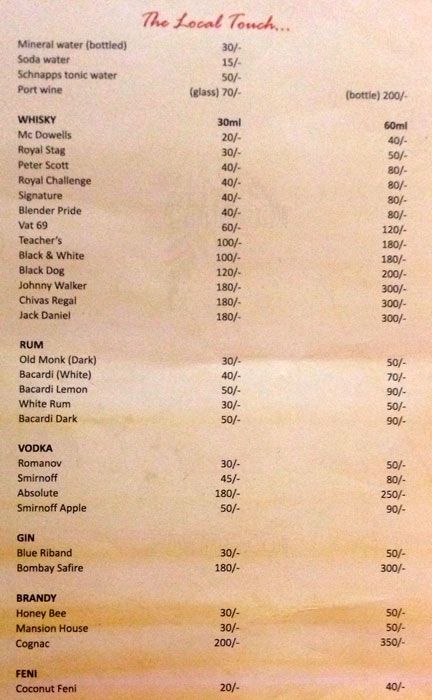 The Local Touch...
Mineral water (bottled) 30/-
Soda water 15/-
Schnapps tonic water 50/-
Port wine (glass) 70/- (bottle) 200/-
WHISKY 30ml 60ml
Mc Dowells 20/- 40/-
Royal Stag 30/- 50/-
Peter Scott 40/- 80/-
Royal Challenge 40/- 80/-
Signature 40/- 80/-
Blender Pride 40/- 80/-
Vat 69 60/- 120/-
Teacher's 100/- 180/-
Black & White 100/- 180/-
Black Dog 120/- 200/-
Johnny Walker 180/- 300/-
Chivas Regal 180/- 300/-
Jack Daniel 180/- 300/-
RUM
Old Monk (Dark) 30/- 50/-
Bacardi (White) 40/- 70/-
Bacardi Lemon 50/- 90/-
White Rum 30/- 50/-
Bacardi Dark 50/- 90/-
VODKA
Romanov 30/- 50/-
Smirnoff 45/- 80/-
Absolute 180/- 250/-
Smirnoff Apple 50/- 90/-
GIN
Blue Riband 30/- 50/-
Bombay Safire 180/- 300/-
BRANDY
Honey Bee 30/- 50/-
Mansion House 30/- 50/-
Cognac 200/- 350/-
FENI
Coconut Feni 20/- 40/-